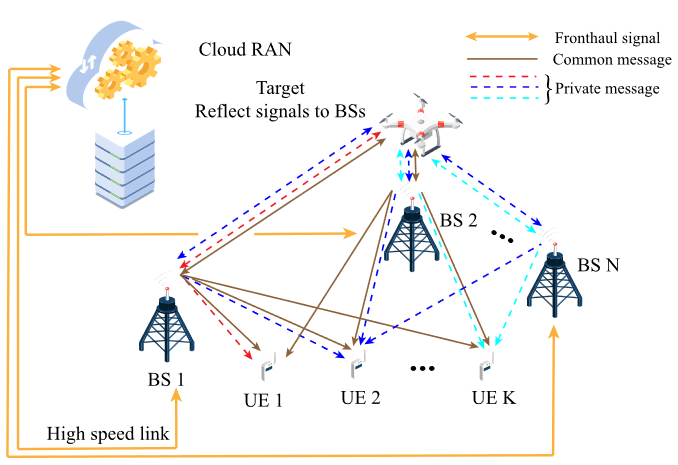 Cloud RAN
Fronthaul signal
Common message
Private message
Target
Reflect signals to BSs
BS 2
BS N
BS 1
UE 1
UE 2
UE K
High speed link